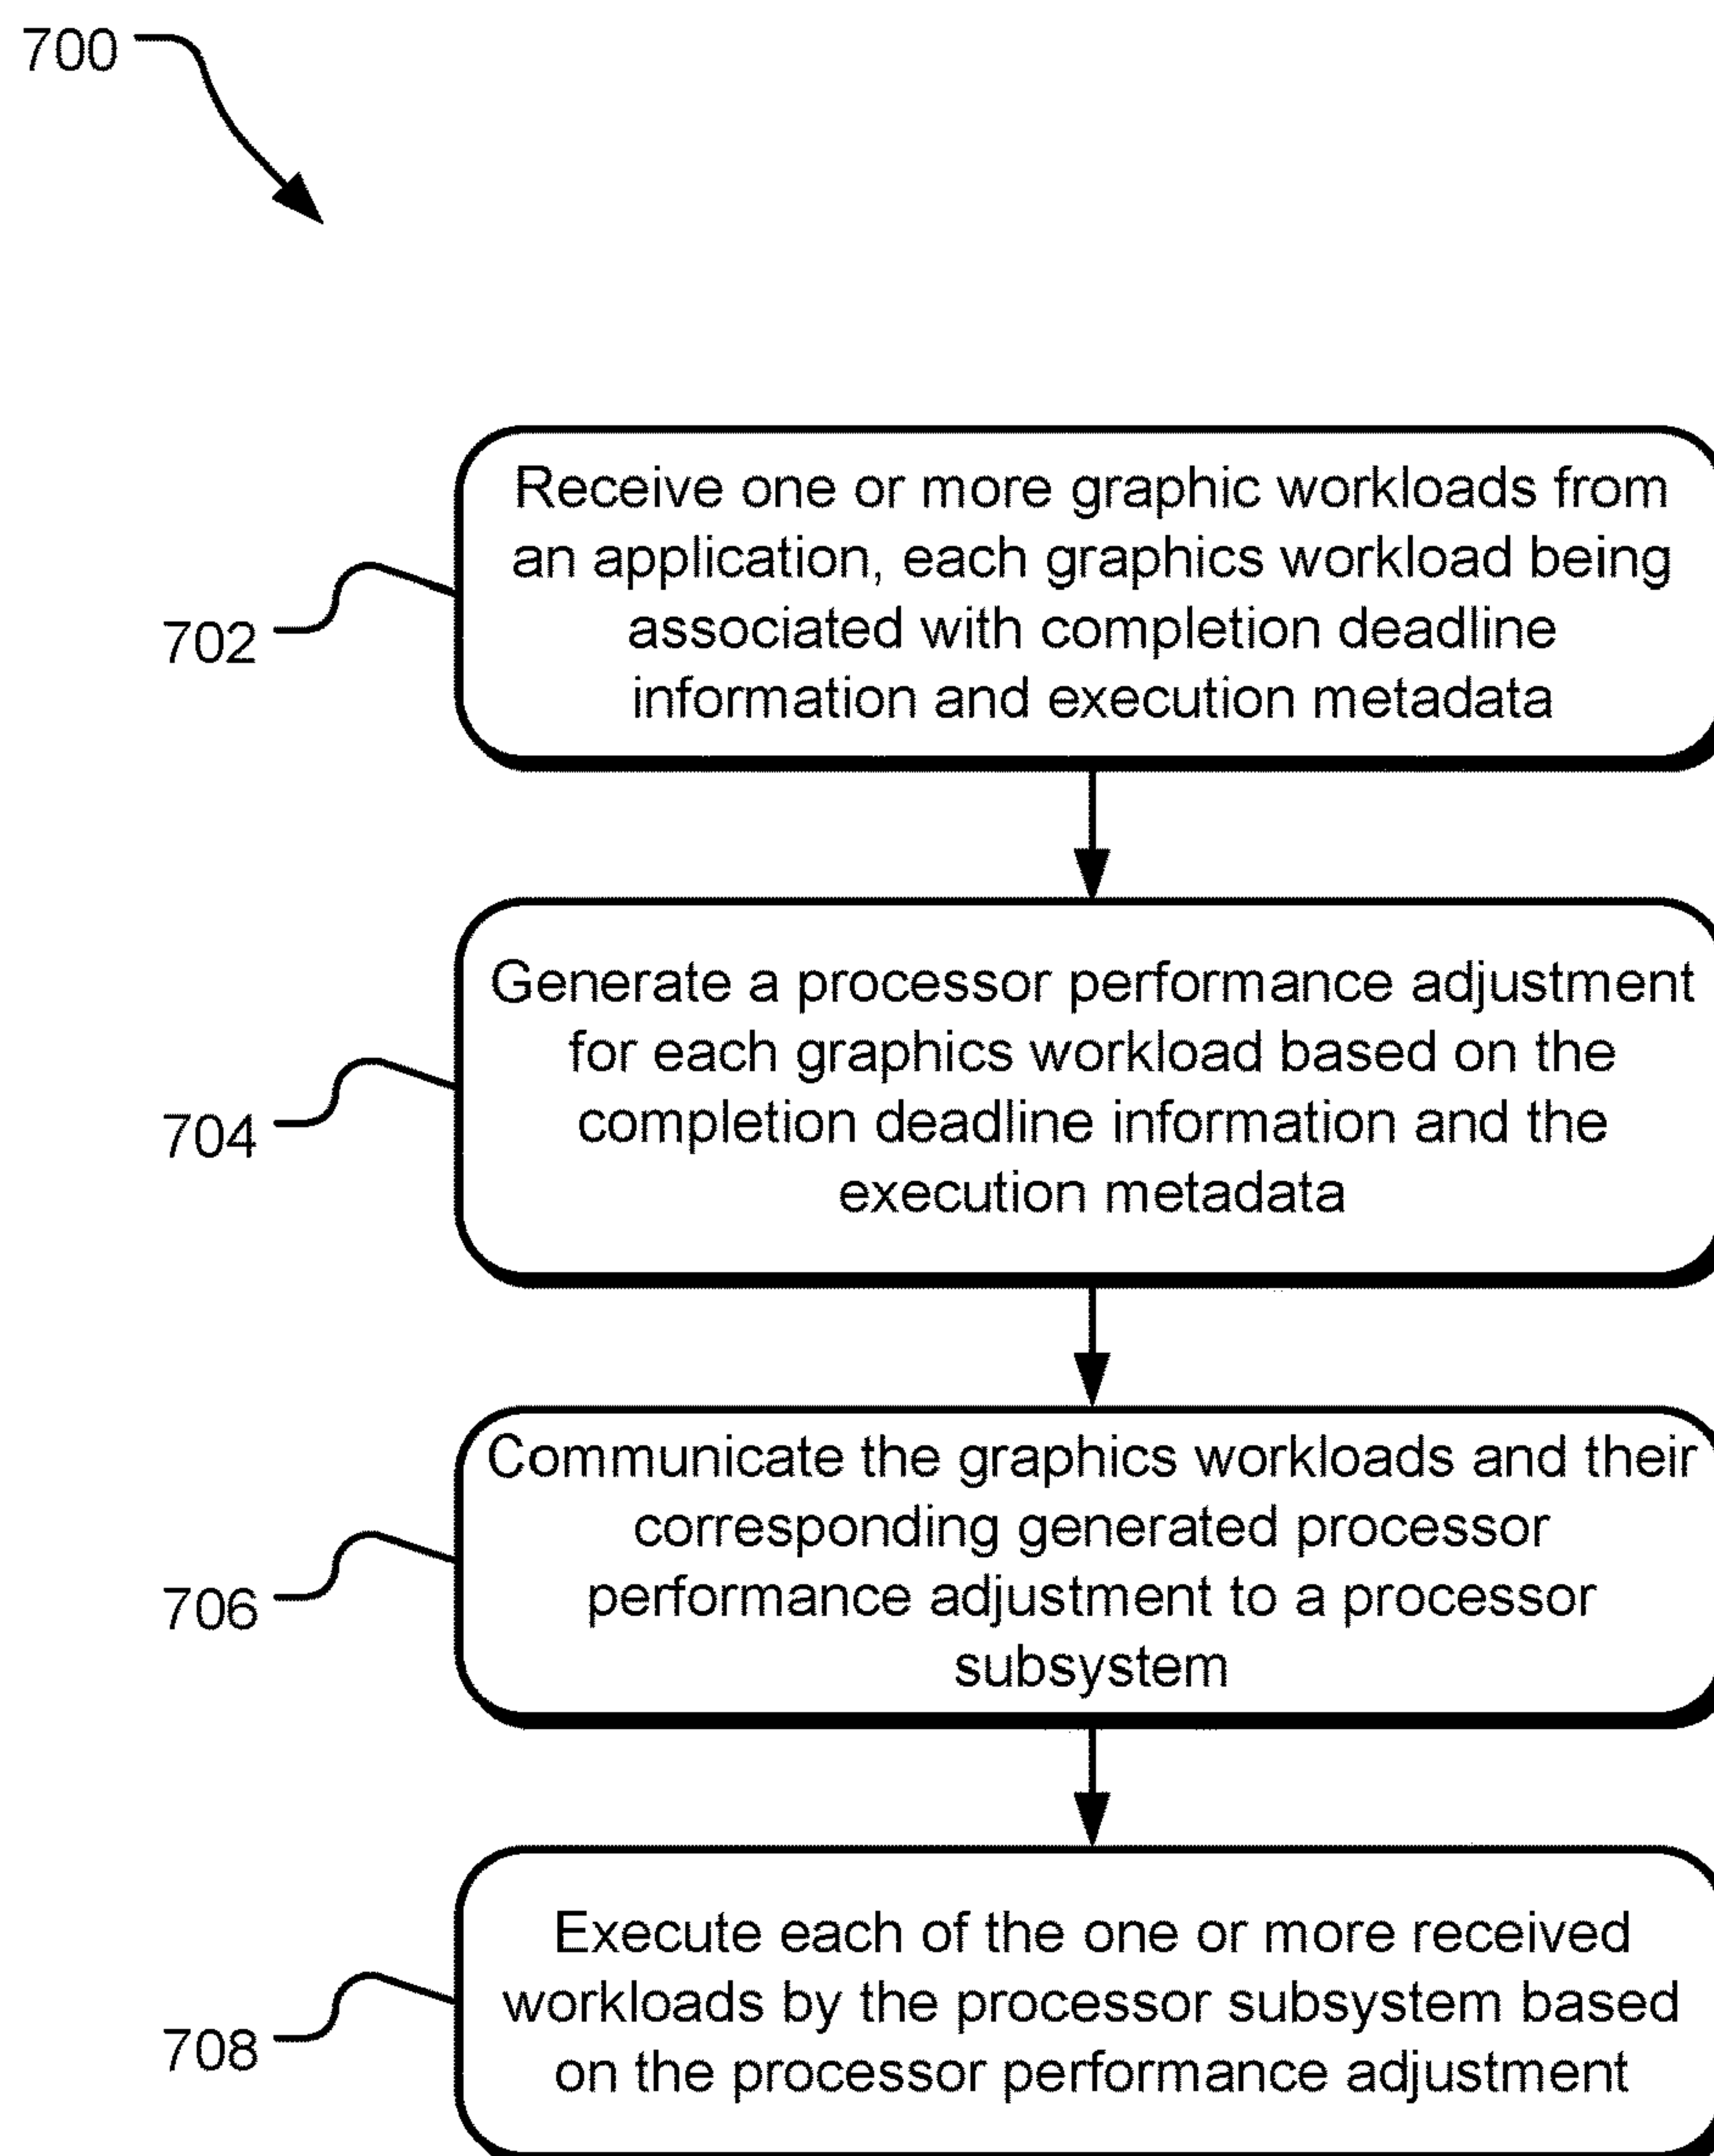 700
Receive one or more graphic workloads from
an application, each graphics workload being
associated with completion deadline
information and execution metadata
702
Generate a processor performance adjustment
for each graphics workload based on the
completion deadline information and the
execution metadata
704
Communicate the graphics workloads and their
corresponding generated processor
performance adjustment to a processor
subsystem
706
Execute each of the one or more received
workloads by the processor subsystem based
on the processor performance adjustment
708